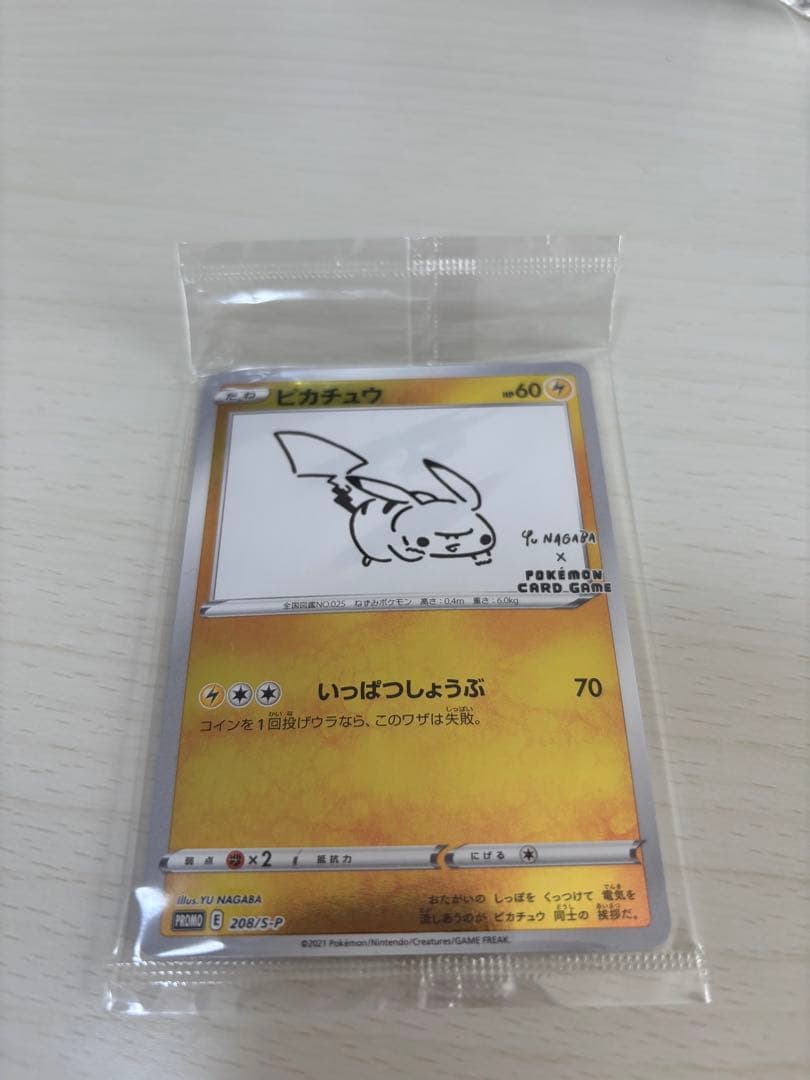 たね ピカチュウ HP60
Yu NAGABA
×
POKÉMON
CARD GAME
全国図鑑NO.025 ねずみポケモン 高さ:0.4m 重さ:6.0kg
いっぱつしょうぶ 70
コインを1回投げウラなら、このワザは失敗。
弱点 ×2 抵抗力 にげる
illus.YU NAGABA
おたがいの しっぽを くっつけて 電気を
流しあうのが ピカチュウ 同士の 挨拶だ。
PROMO E 208/S-P
©2021 Pokémon/Nintendo/Creatures/GAME FREAK.